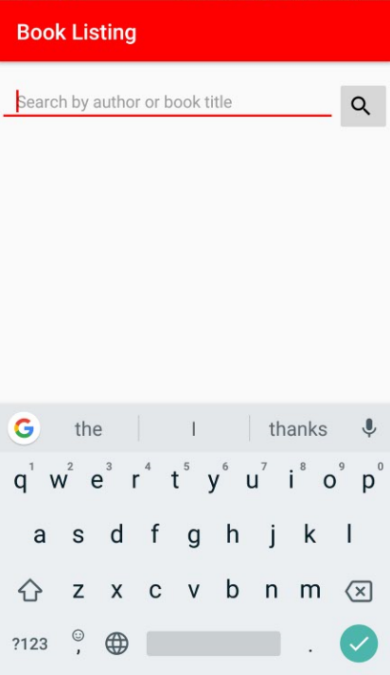 Book Listing
Search by author or book title
the I thanks
1 2 3 4 5 6 7 8 9 0
q w e r t y u i o p
a s d f g h j k l
z x c v b n m
?123 , .